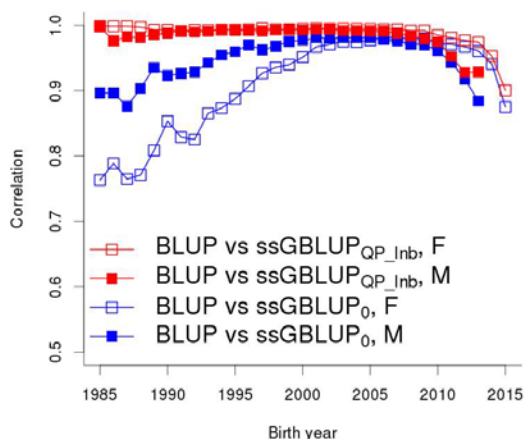 1.0
0.9
0.8
0.7
0.6
0.5
Correlation
BLUP vs ssGBLUP_QP_Inb, F
BLUP vs ssGBLUP_QP_Inb, M
BLUP vs ssGBLUP_0, F
BLUP vs ssGBLUP_0, M
1985 1990 1995 2000 2005 2010 2015
Birth year